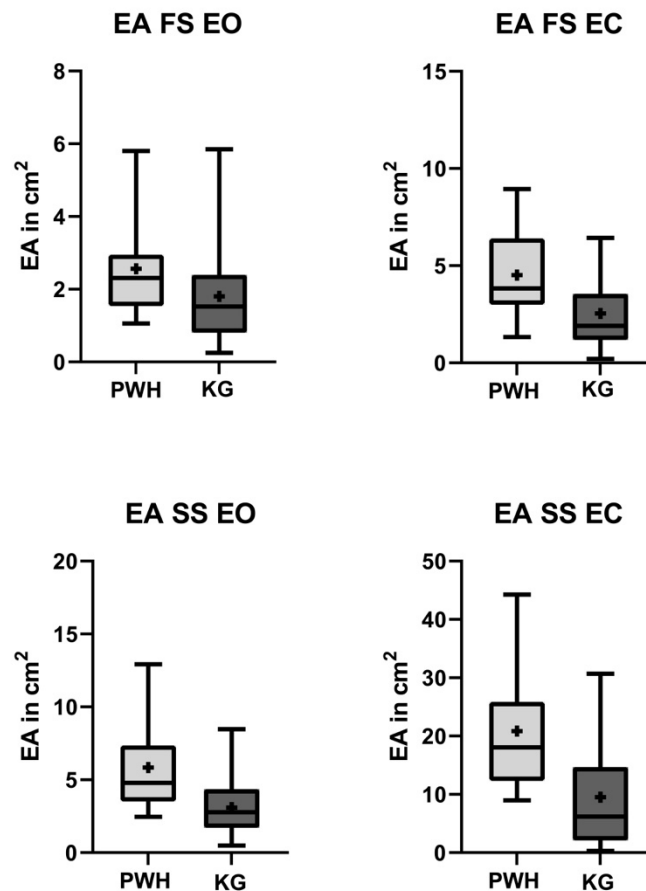 EA FS EO
EA in cm²
8
6
4
2
0
PWH KG
EA FS EC
EA in cm²
15
10
5
0
PWH KG
EA SS EO
EA in cm²
20
15
10
5
0
PWH KG
EA SS EC
EA in cm²
50
40
30
20
10
0
PWH KG